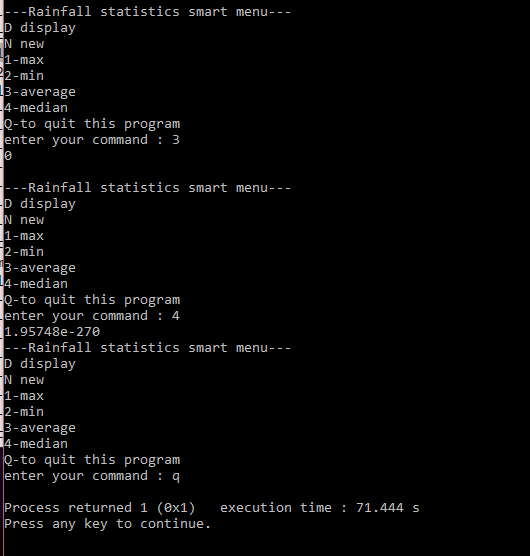 ---Rainfall statistics smart menu---
D display
N new
1-max
2-min
3-average
4-median
Q-to quit this program
enter your command : 3
0
---Rainfall statistics smart menu---
D display
N new
1-max
2-min
3-average
4-median
Q-to quit this program
enter your command : 4
1.95748e-270
---Rainfall statistics smart menu---
D display
N new
1-max
2-min
3-average
4-median
Q-to quit this program
enter your command : q
Process returned 1 (0x1)   execution time : 71.444 s
Press any key to continue.